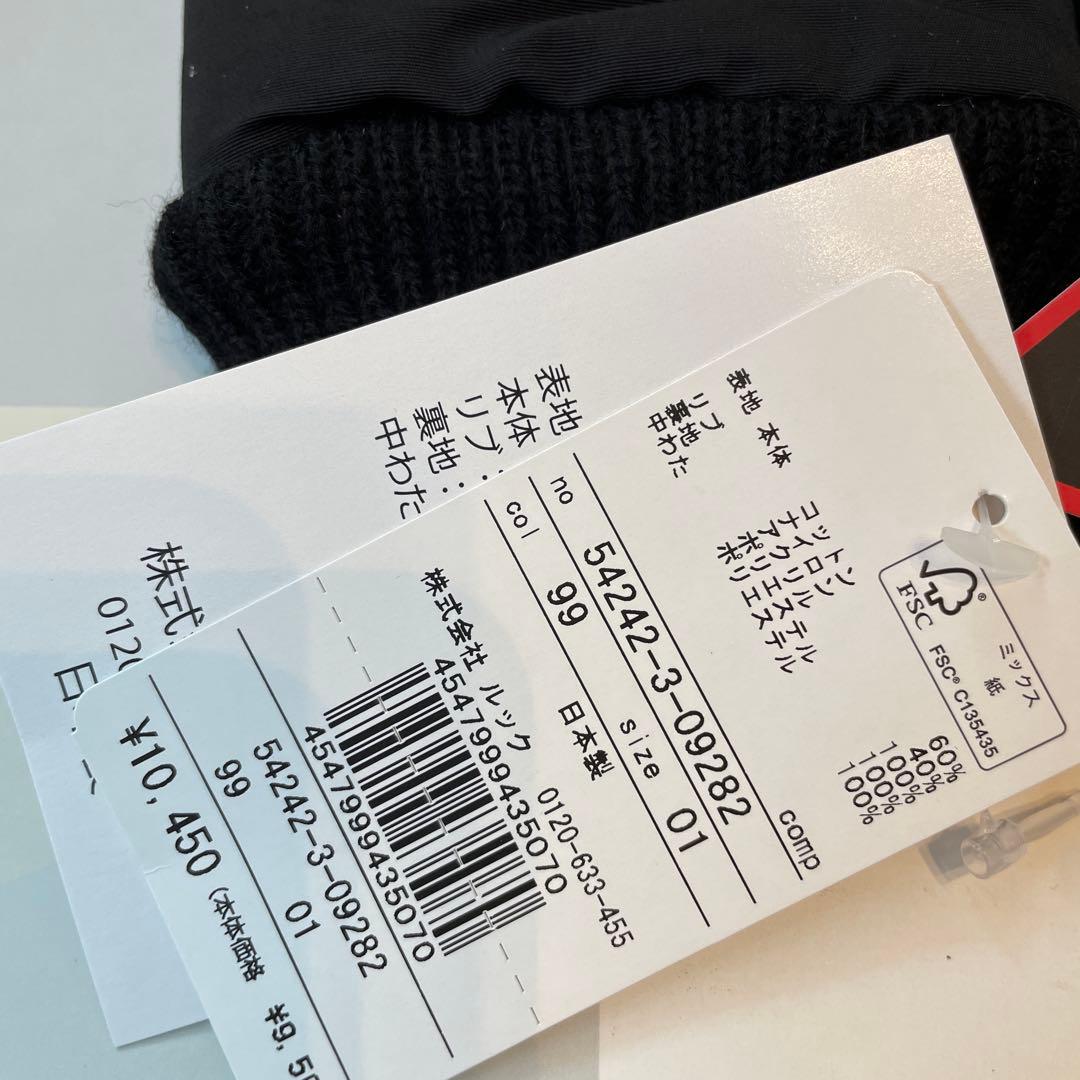 表地
本体
リブ:
裏地:
中わた
株式
0120
表地 本体 コットン 60%
ナイロン 40%
リブ アクリル 100%
裏地 ポリエステル 100%
中わた ポリエステル 100%
ミックス
紙
FSC®
FSC® C135435
comp
no 54242-3-09282
col 99 size 01
日本製
株式会社 ルック 0120-633-455
4547999435070
4547999435070
54242-3-09282
99 01
¥10,450 (本体価格 ¥9,5